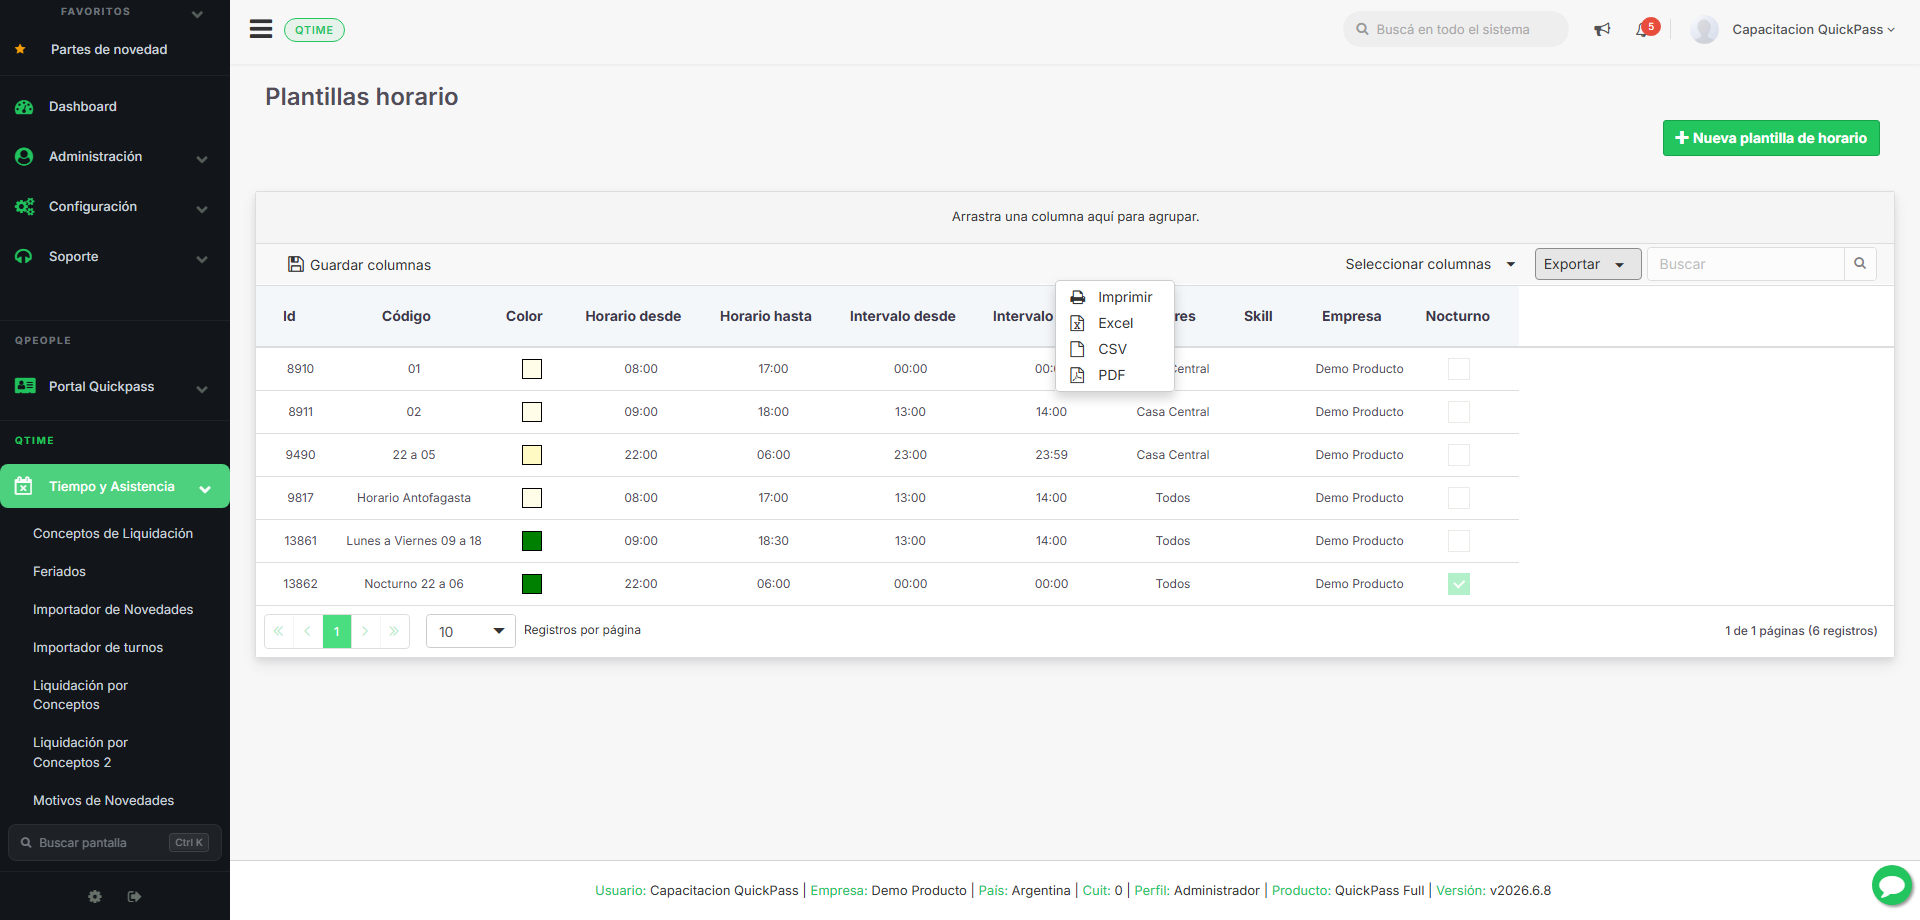 FAVORITOS
Partes de novedad
Dashboard
Administración
Configuración
Soporte
QPEOPLE
Portal Quickpass
QTIME
Tiempo y Asistencia
Conceptos de Liquidación
Feriados
Importador de Novedades
Importador de turnos
Liquidación por
Conceptos
Liquidación por
Conceptos 2
Motivos de Novedades
Buscar pantalla Ctrl K
QTIME
Buscá en todo el sistema
5
Capacitacion QuickPass
Plantillas horario
Nueva plantilla de horario
Arrastra una columna aquí para agrupar.
Guardar columnas Seleccionar columnas Exportar Buscar
Imprimir
Excel
CSV
PDF
Id Código Color Horario desde Horario hasta Intervalo desde Intervalo res Skill Empresa Nocturno
8910 01 08:00 17:00 00:00 00:0 entral Demo Producto
8911 02 09:00 18:00 13:00 14:00 Casa Central Demo Producto
9490 22 a 05 22:00 06:00 23:00 23:59 Casa Central Demo Producto
9817 Horario Antofagasta 08:00 17:00 13:00 14:00 Todos Demo Producto
13861 Lunes a Viernes 09 a 18 09:00 18:30 13:00 14:00 Todos Demo Producto
13862 Nocturno 22 a 06 22:00 06:00 00:00 00:00 Todos Demo Producto
« ‹ 1 › » 10 Registros por página 1 de 1 páginas (6 registros)
Usuario: Capacitacion QuickPass | Empresa: Demo Producto | País: Argentina | Cuit: 0 | Perfil: Administrador | Producto: QuickPass Full | Versión: v2026.6.8